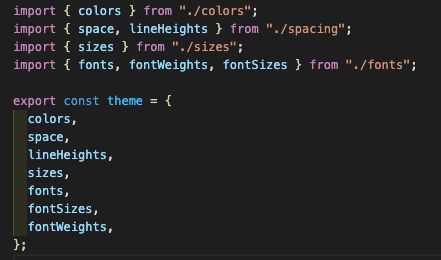 import { colors } from "./colors";
import { space, lineHeights } from "./spacing";
import { sizes } from "./sizes";
import { fonts, fontWeights, fontSizes } from "./fonts";

export const theme = {
  colors,
  space,
  lineHeights,
  sizes,
  fonts,
  fontSizes,
  fontWeights,
};